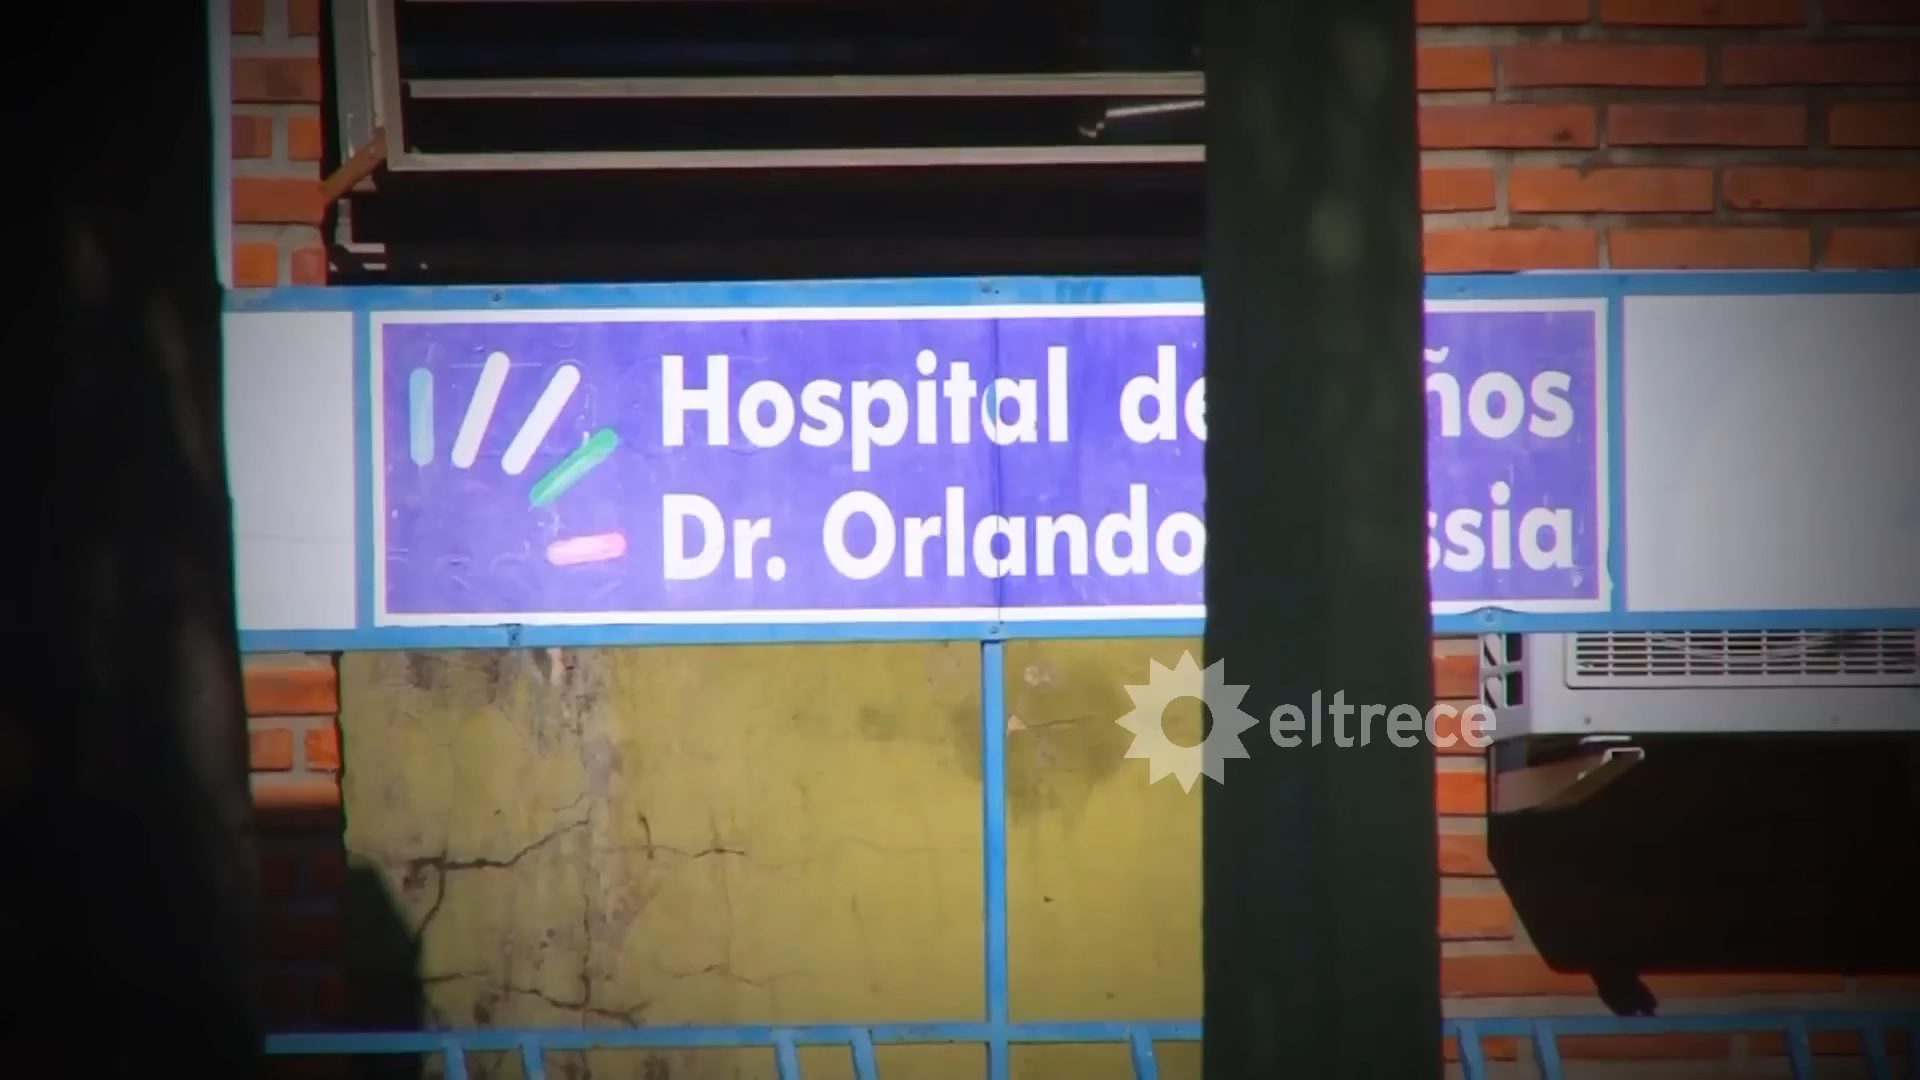 Hospital de ños
Dr. Orlando ssia
eltrece